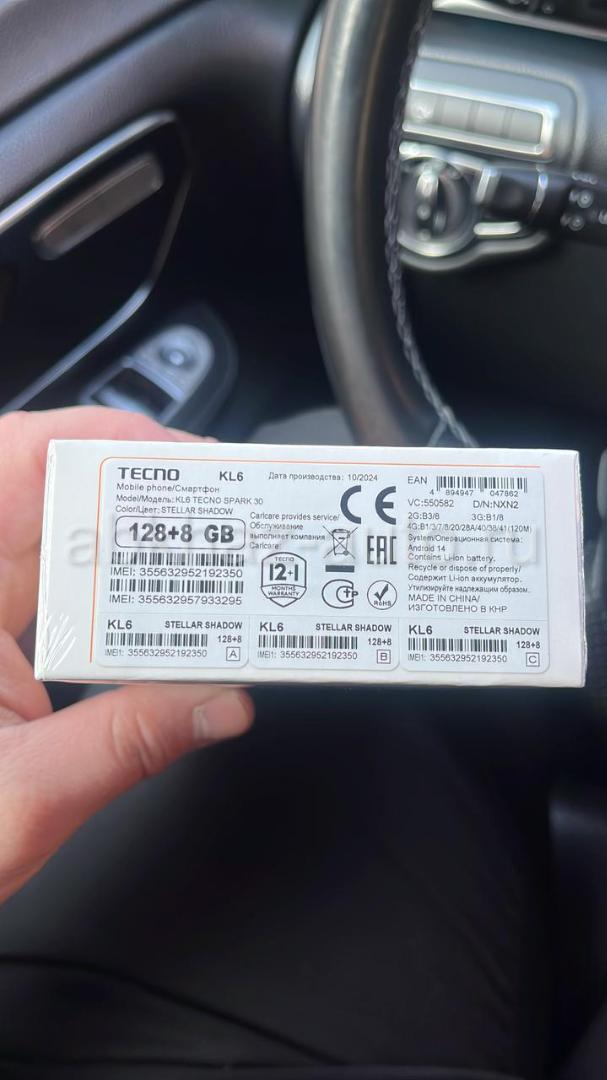 TECNO KL6
Mobile phone/Смартфон
Model/Модель: KL6 TECNO SPARK 30
Color/Цвет: STELLAR SHADOW
128+8 GB
IMEI: 355632952192350
IMEI: 355632957933295
Дата производства: 10/2024
CE
Carlcare provides service/
Обслуживание
выполняет компания
Carlcare:
EAC
TECNO
12+1
MONTHS
WARRANTY
RoHS
EAN
4 894947 047862
VC:550582 D/N:NXN2
2G:B3/8 3G:B1/8
4G:B1/3/7/8/20/28A/40/38/41(120M)
System/Операционная система:
Android 14
Contains Li-ion battery.
Recycle or dispose of properly/
Содержит Li-ion аккумулятор.
Утилизируйте надлежащим образом.
MADE IN CHINA/
ИЗГОТОВЛЕНО В КНР
KL6 STELLAR SHADOW
128+8
IMEI1: 355632952192350 A
KL6 STELLAR SHADOW
128+8
IMEI1: 355632952192350 B
KL6 STELLAR SHADOW
128+8
IMEI1: 355632952192350 C